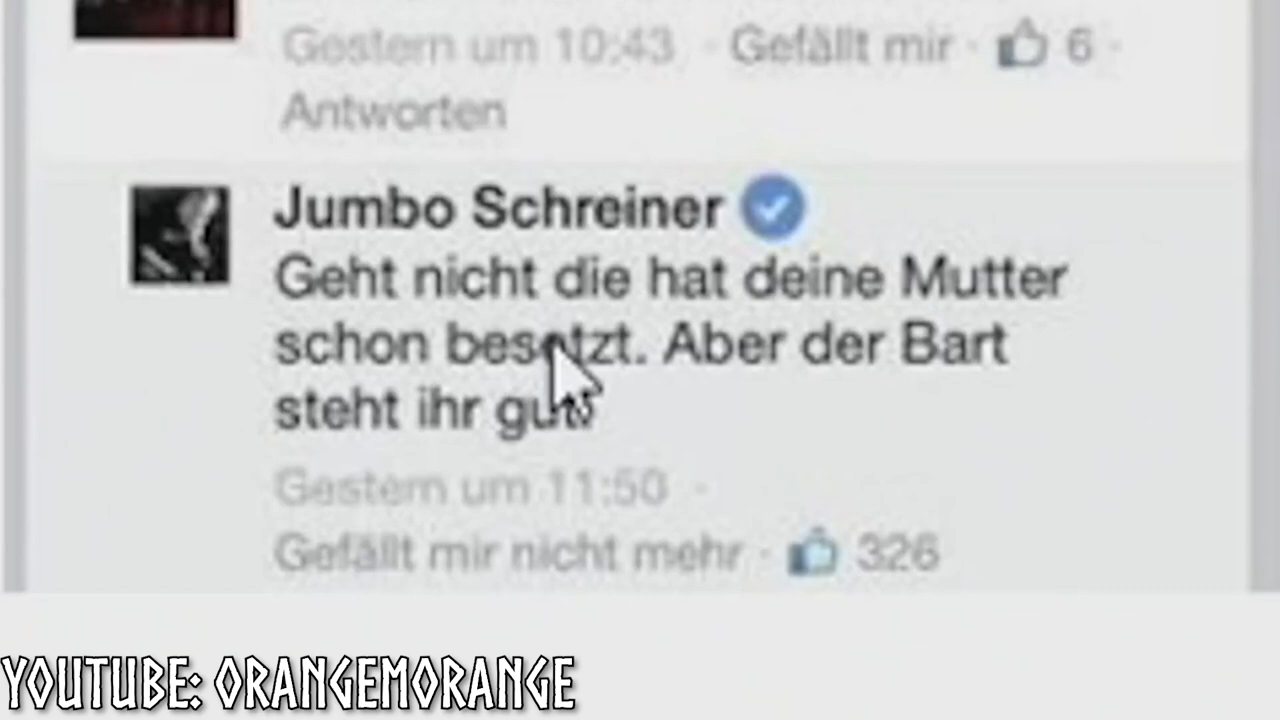 Gestern um 10:43 · Gefällt mir · 6 ·
Antworten
Jumbo Schreiner
Geht nicht die hat deine Mutter
schon besetzt. Aber der Bart
steht ihr gut.
Gestern um 11:50 ·
Gefällt mir nicht mehr · 326
YOUTUBE: ORANGEMORANGE